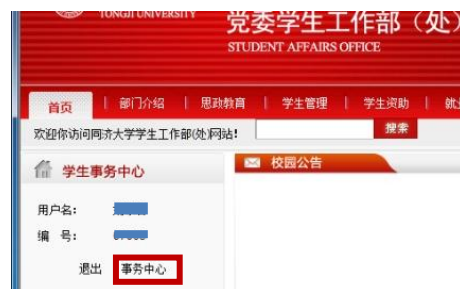 TONGJI UNIVERSITY
党委学生工作部（处）
STUDENT AFFAIRS OFFICE
首页 | 部门介绍 | 思政教育 | 学生管理 | 学生资助 |
欢迎你访问同济大学学生工作部(处)网站! 搜索
学生事务中心
校园公告
用户名:
编 号:
退出 事务中心